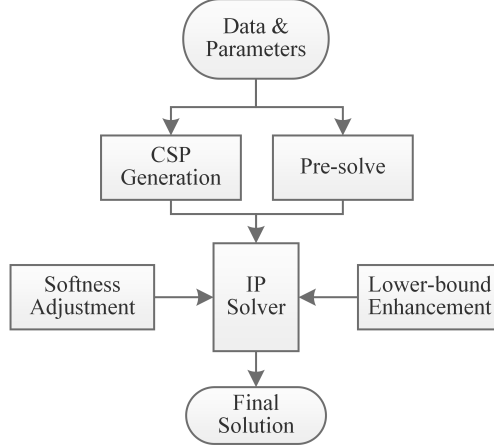 Data &
Parameters
CSP
Generation
Pre-solve
Softness
Adjustment
IP
Solver
Lower-bound
Enhancement
Final
Solution